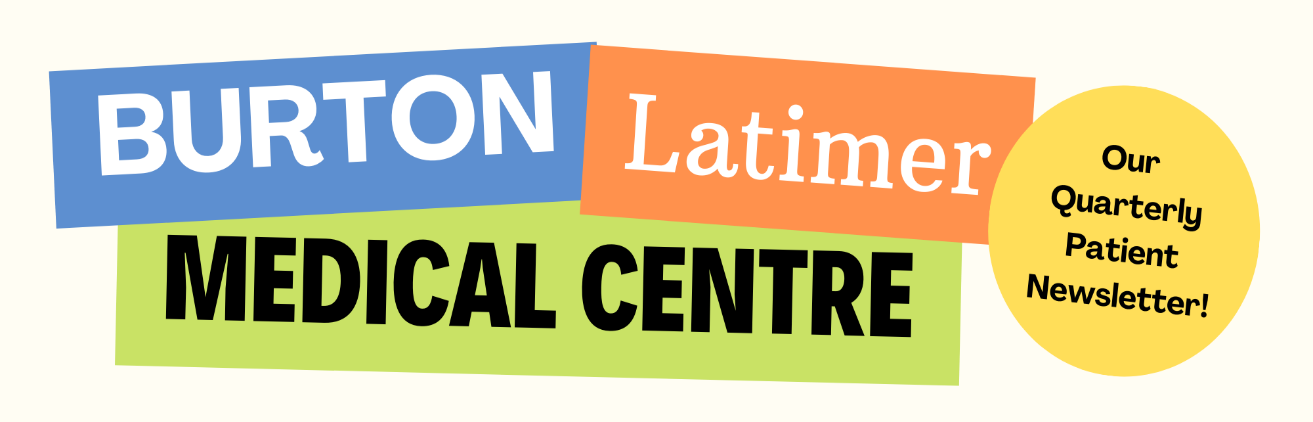 BURTON Latimer
MEDICAL CENTRE
Our
Quarterly
Patient
Newsletter!